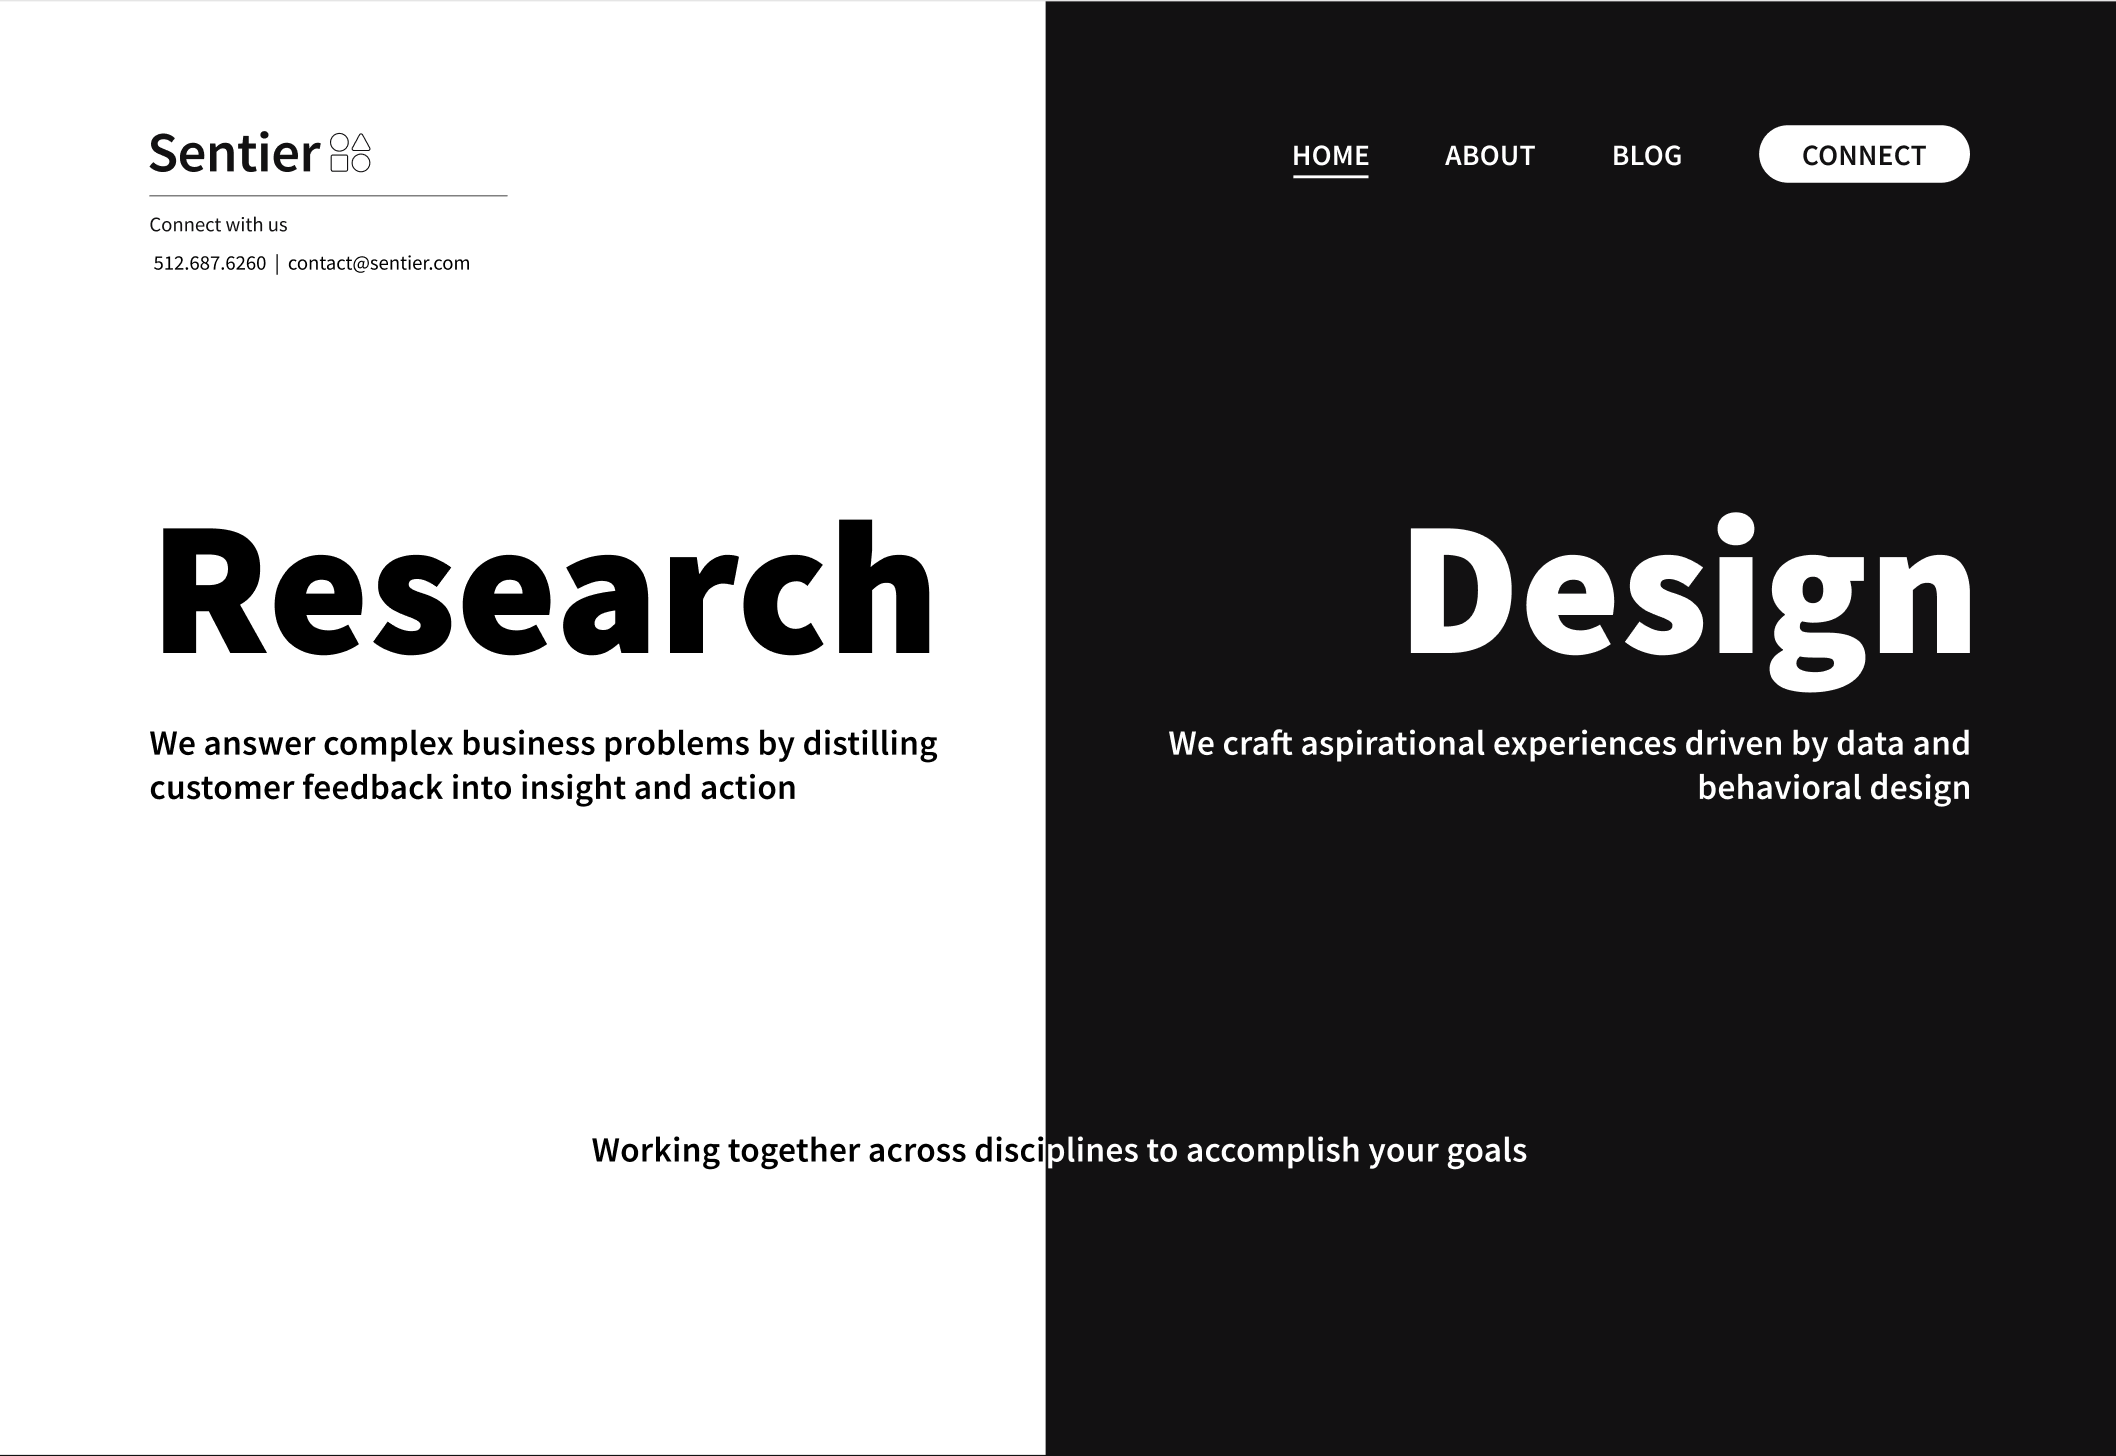 Sentier
Connect with us
512.687.6260 | contact@sentier.com
HOME ABOUT BLOG CONNECT
Research
We answer complex business problems by distilling
customer feedback into insight and action
Design
We craft aspirational experiences driven by data and
behavioral design
Working together across disciplines to accomplish your goals